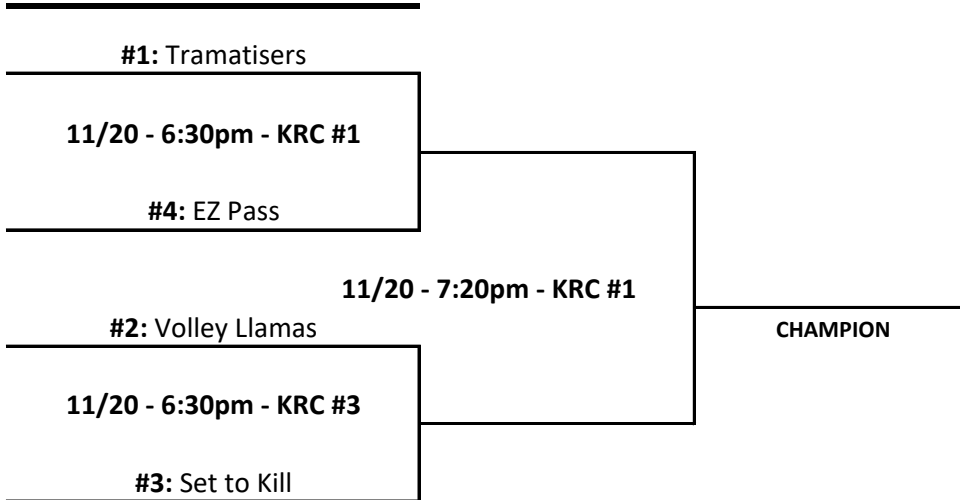 #1: Tramatisers
11/20 - 6:30pm - KRC #1
#4: EZ Pass
11/20 - 7:20pm - KRC #1
#2: Volley Llamas
CHAMPION
11/20 - 6:30pm - KRC #3
#3: Set to Kill